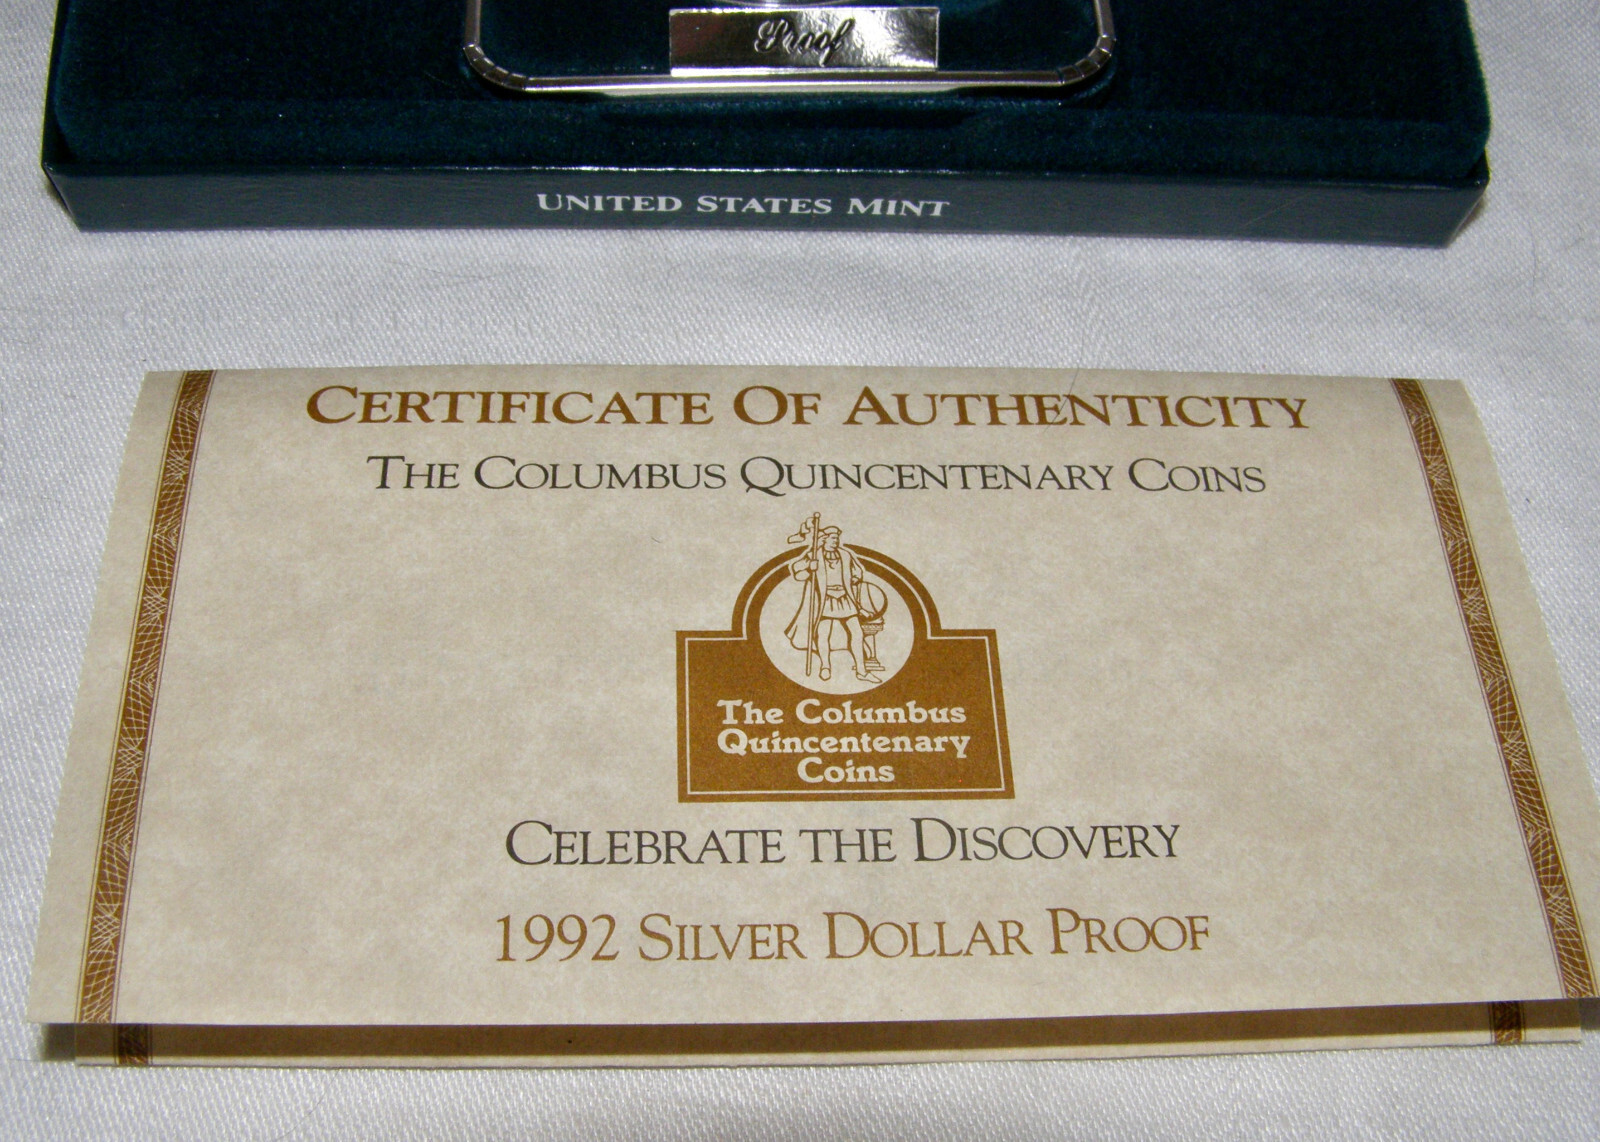 Proof
UNITED STATES MINT
CERTIFICATE OF AUTHENTICITY
THE COLUMBUS QUINCENTENARY COINS
The Columbus
Quincentenary
Coins
CELEBRATE THE DISCOVERY
1992 SILVER DOLLAR PROOF